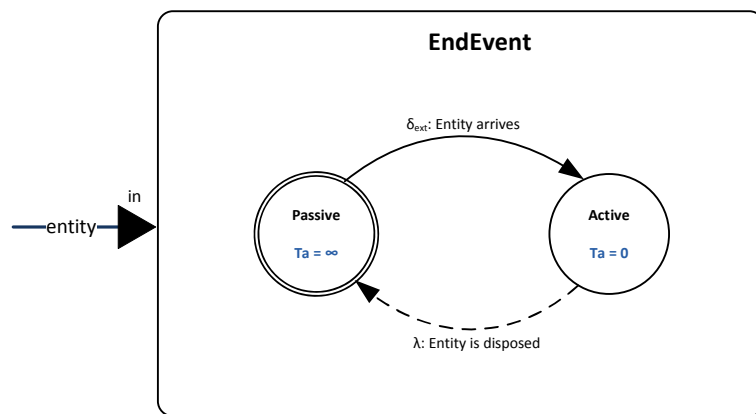 EndEvent
δext: Entity arrives
in
entity
Passive
Active
Ta = ∞
Ta = 0
λ: Entity is disposed